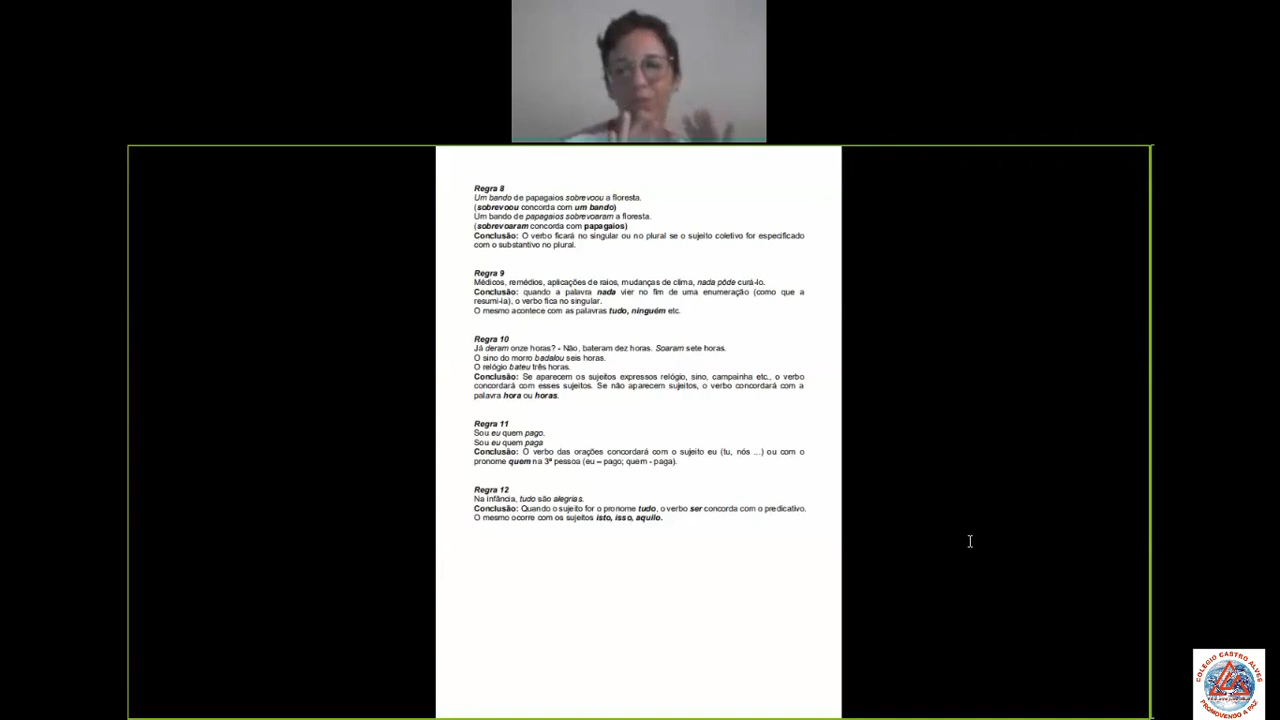 Regra 8
Um bando de papagaios sobrevoou a floresta.
(sobrevoou concorda com um bando)
Um bando de papagaios sobrevoaram a floresta.
(sobrevoaram concorda com papagaios)
Conclusão: O verbo ficará no singular ou no plural se o sujeito coletivo for especificado
com o substantivo no plural.
Regra 9
Médicos, remédios, aplicações de raios, mudanças de clima, nada pôde curá-lo.
Conclusão: quando a palavra nada vier no fim de uma enumeração (como que a
resumi-la), o verbo fica no singular.
O mesmo acontece com as palavras tudo, ninguém etc.
Regra 10
Já deram onze horas? - Não, bateram dez horas. Soaram sete horas.
O sino do morro badalou seis horas.
O relógio bateu três horas.
Conclusão: Se aparecem os sujeitos expressos relógio, sino, campainha etc., o verbo
concordará com esses sujeitos. Se não aparecem sujeitos, o verbo concordará com a
palavra hora ou horas.
Regra 11
Sou eu quem pago.
Sou eu quem paga
Conclusão: O verbo das orações concordará com o sujeito eu (tu, nós ...) ou com o
pronome quem na 3ª pessoa (eu – pago; quem - paga).
Regra 12
Na infância, tudo são alegrias.
Conclusão: Quando o sujeito for o pronome tudo, o verbo ser concorda com o predicativo.
O mesmo ocorre com os sujeitos isto, isso, aquilo.
COLÉGIO CASTRO ALVES
PROMOVENDO A PAZ